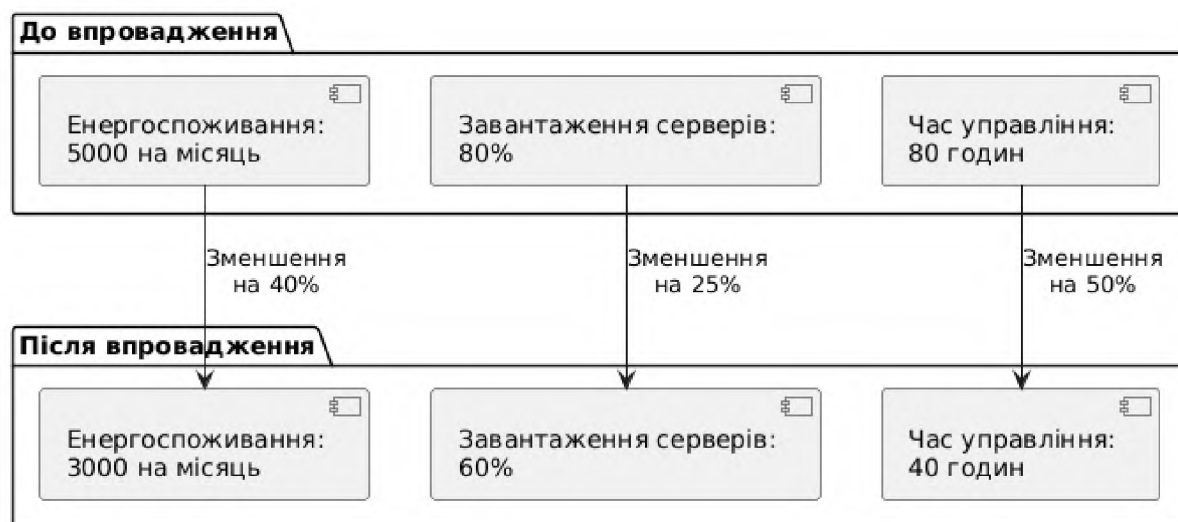 До впровадження
Енергоспоживання:
5000 на місяць
Завантаження серверів:
80%
Час управління:
80 годин
Зменшення
на 40%
Зменшення
на 25%
Зменшення
на 50%
Після впровадження
Енергоспоживання:
3000 на місяць
Завантаження серверів:
60%
Час управління:
40 годин